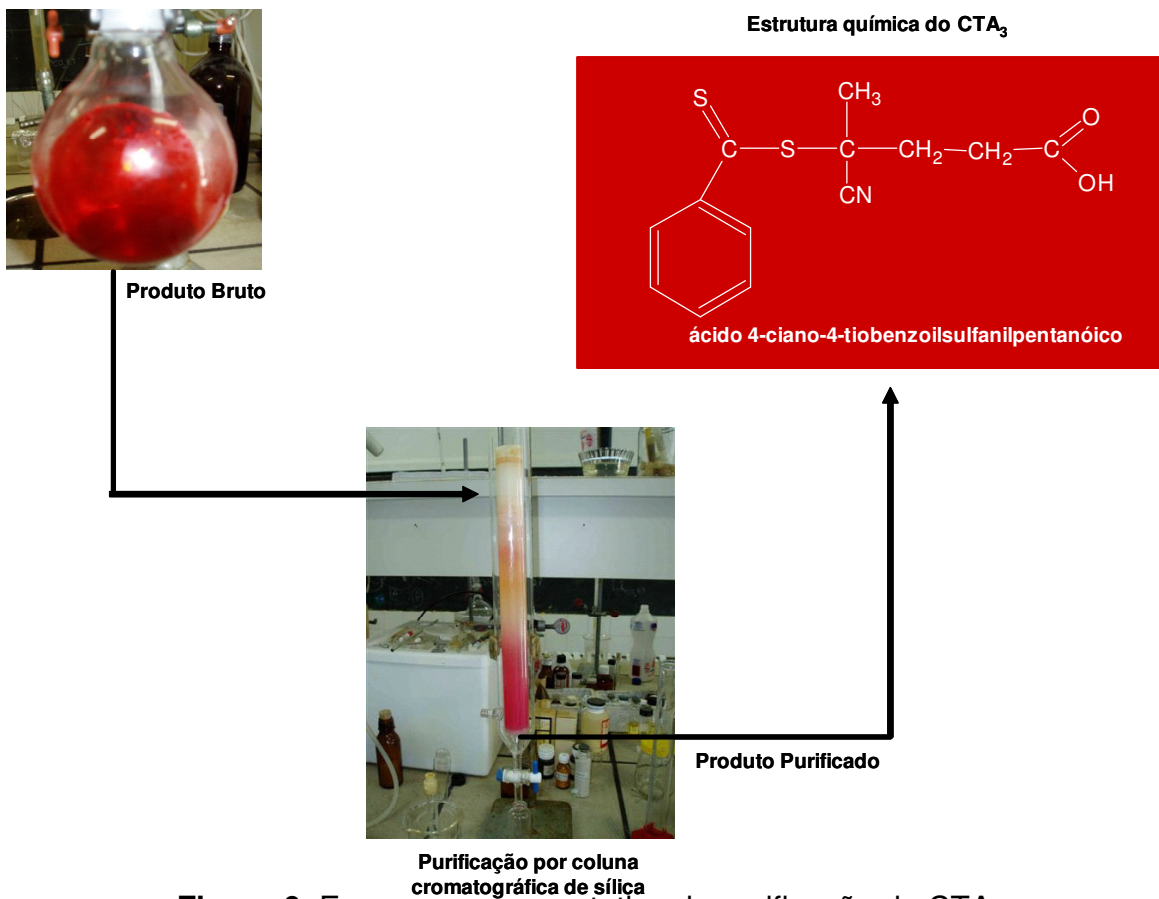 Estrutura química do CTA3
S
CH3
O
C S C CH2 CH2 C
CN
OH
ácido 4-ciano-4-tiobenzoilsulfanilpentanóico
Produto Bruto
Produto Purificado
Purificação por coluna
cromatográfica de sílica